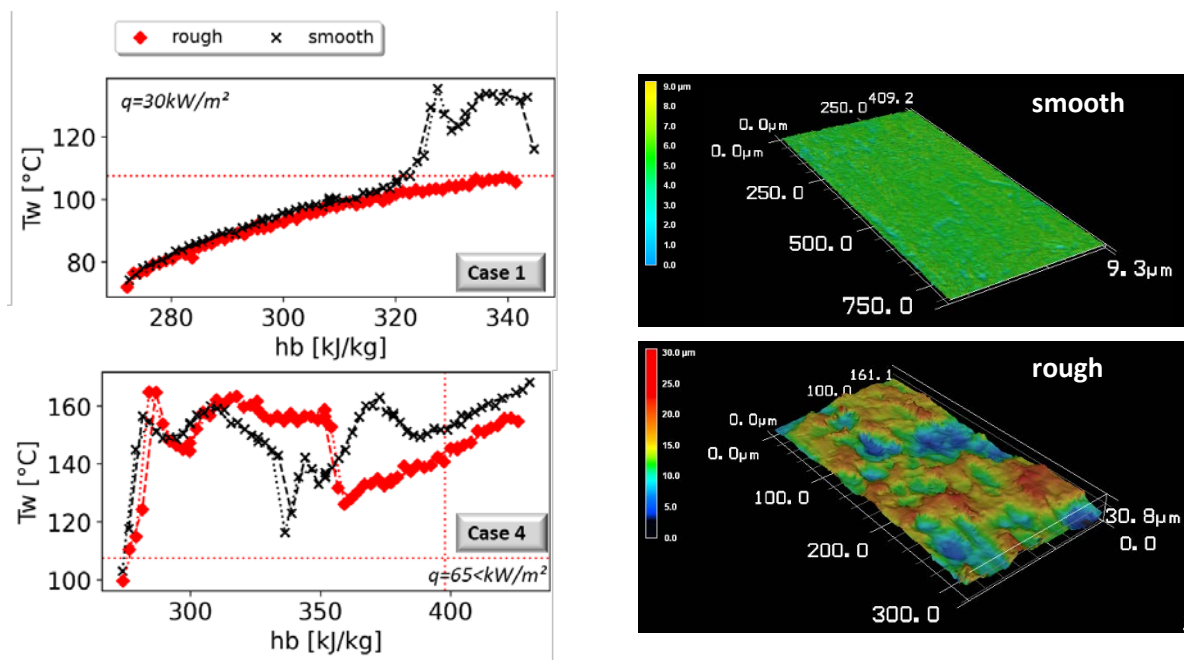 rough smooth
q=30kW/m²
Tw [°C]
120
100
80
Case 1
280 300 320 340
hb [kJ/kg]
Tw [°C]
160
140
120
100
Case 4
q=65<kW/m²
300 350 400
hb [kJ/kg]
smooth
9.0 µm
8.0
7.0
6.0
5.0
4.0
3.0
2.0
1.0
0.0
409.2
250.0
0.0µm
0.0µm
250.0
500.0
750.0
9.3µm
rough
30.0 µm
25.0
20.0
15.0
10.0
5.0
0.0
161.1
100.0
0.0µm
0.0µm
100.0
200.0
300.0
30.8µm
0.0